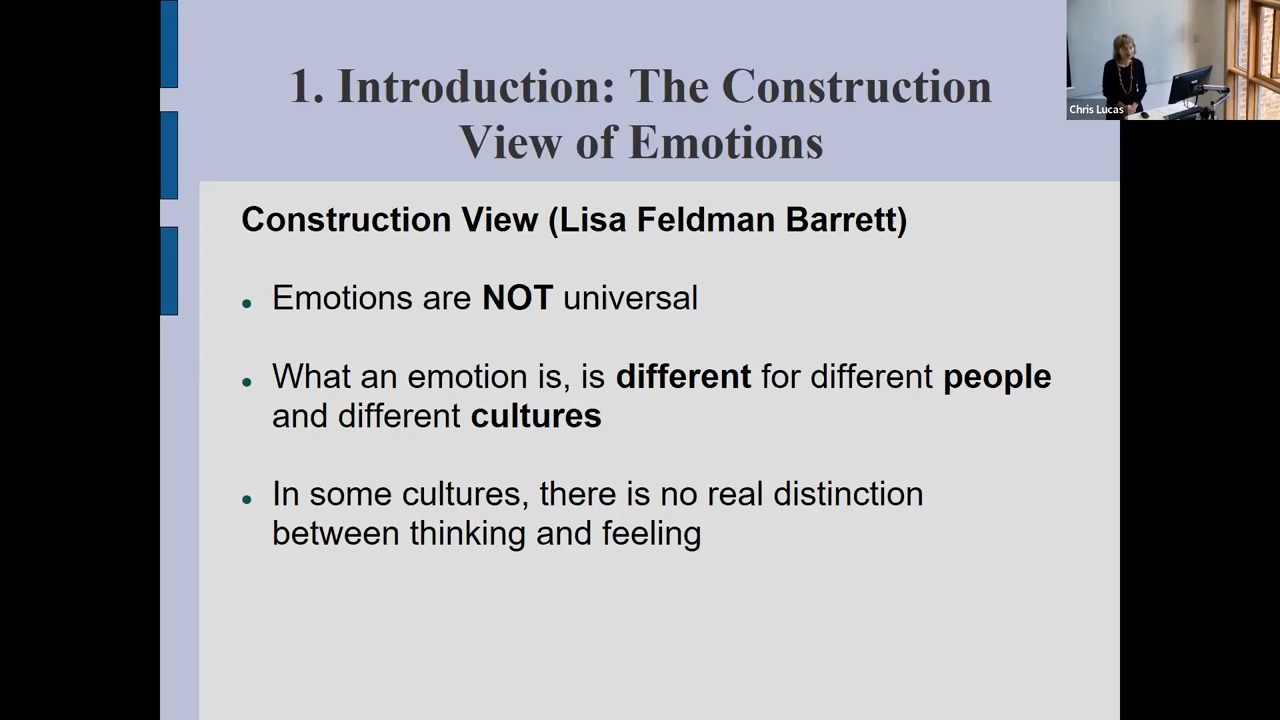 1. Introduction: The Construction
View of Emotions
Chris Lucas
Construction View (Lisa Feldman Barrett)
• Emotions are NOT universal
• What an emotion is, is different for different people
and different cultures
• In some cultures, there is no real distinction
between thinking and feeling